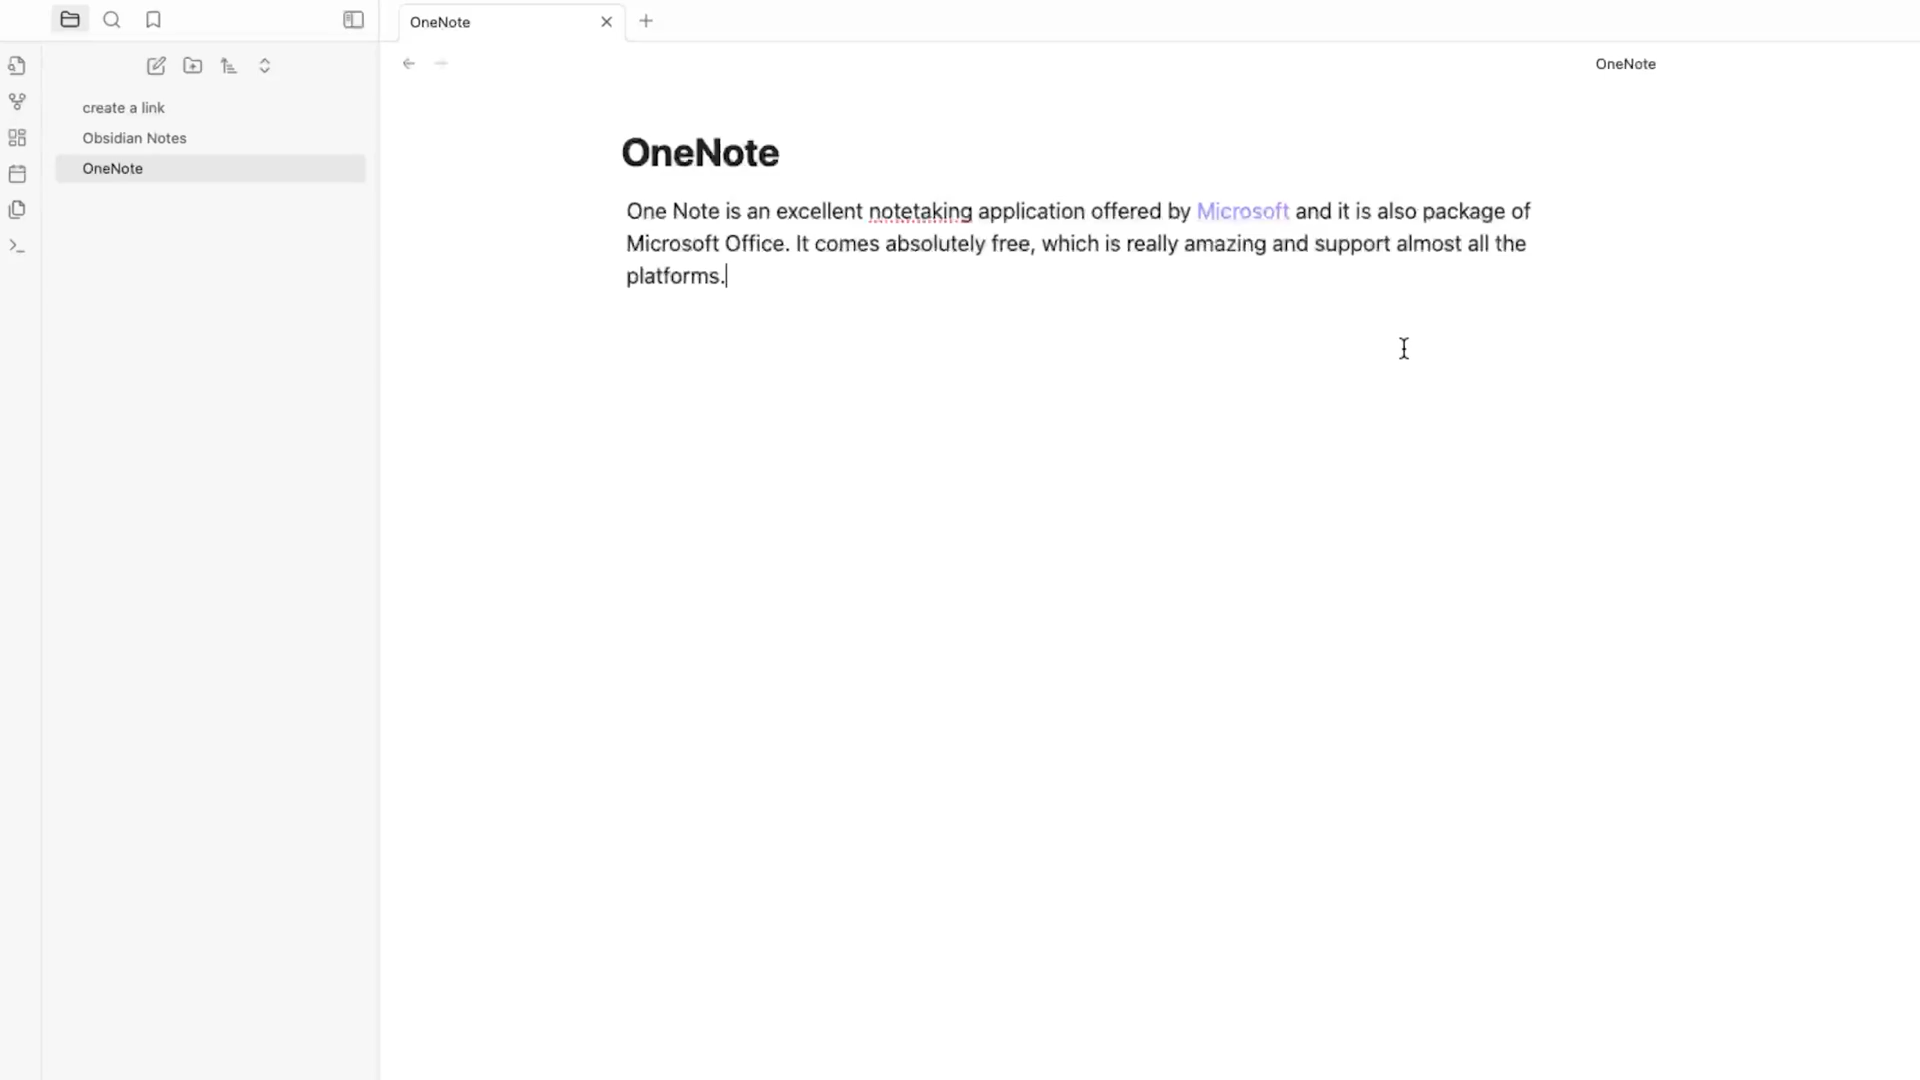 OneNote
OneNote
create a link
Obsidian Notes
OneNote
OneNote
One Note is an excellent notetaking application offered by Microsoft and it is also package of
Microsoft Office. It comes absolutely free, which is really amazing and support almost all the
platforms.